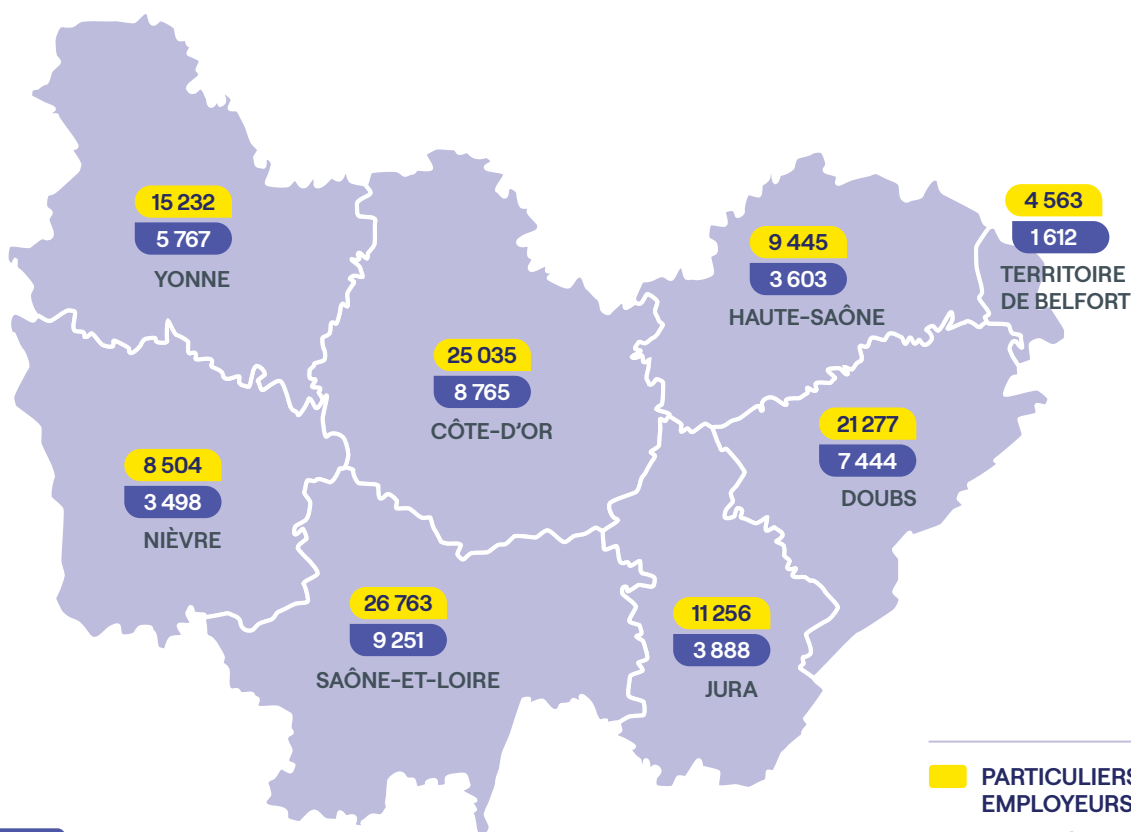 15 232
5 767
YONNE
4 563
1 612
TERRITOIRE
DE BELFORT
9 445
3 603
HAUTE-SAÔNE
25 035
8 765
CÔTE-D'OR
21 277
7 444
DOUBS
8 504
3 498
NIÈVRE
26 763
9 251
SAÔNE-ET-LOIRE
11 256
3 888
JURA
PARTICULIERS
EMPLOYEURS